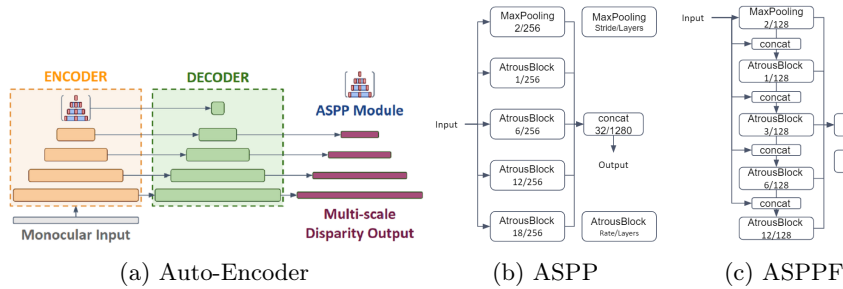 ENCODER
DECODER
ASPP Module
Multi-scale
Disparity Output
Monocular Input
(a) Auto-Encoder
Input
MaxPooling
2/256
AtrousBlock
1/256
AtrousBlock
6/256
AtrousBlock
12/256
AtrousBlock
18/256
MaxPooling
Stride/Layers
concat
32/1280
Output
AtrousBlock
Rate/Layers
(b) ASPP
Input
MaxPooling
2/128
concat
AtrousBlock
1/128
concat
AtrousBlock
3/128
concat
AtrousBlock
6/128
concat
AtrousBlock
12/128
(c) ASPPF